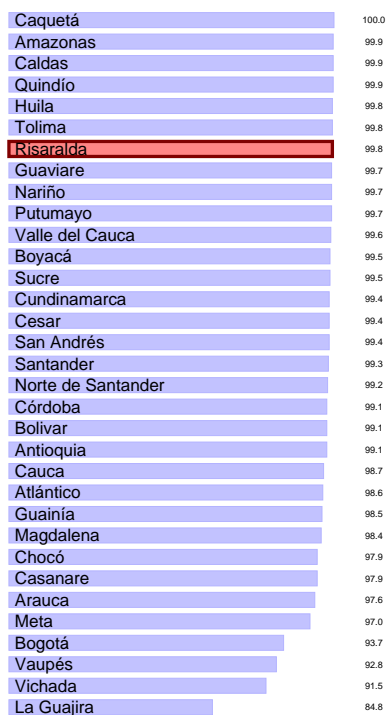 Caquetá 100.0
Amazonas 99.9
Caldas 99.9
Quindío 99.9
Huila 99.8
Tolima 99.8
Risaralda 99.8
Guaviare 99.7
Nariño 99.7
Putumayo 99.7
Valle del Cauca 99.6
Boyacá 99.5
Sucre 99.5
Cundinamarca 99.4
Cesar 99.4
San Andrés 99.4
Santander 99.3
Norte de Santander 99.2
Córdoba 99.1
Bolivar 99.1
Antioquia 99.1
Cauca 98.7
Atlántico 98.6
Guainía 98.5
Magdalena 98.4
Chocó 97.9
Casanare 97.9
Arauca 97.6
Meta 97.0
Bogotá 93.7
Vaupés 92.8
Vichada 91.5
La Guajira 84.8